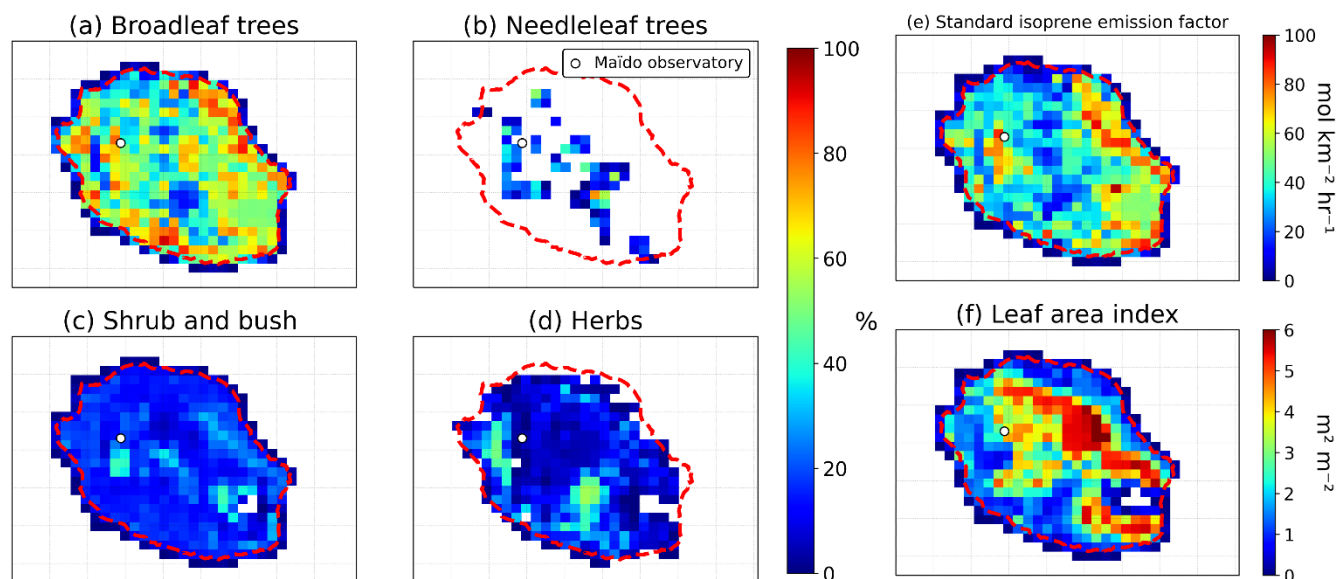 (a) Broadleaf trees
(b) Needleleaf trees
Maïdo observatory
100
80
60
40
20
0
%
(e) Standard isoprene emission factor
100
80
60
40
20
0
mol km⁻² hr⁻¹
(c) Shrub and bush
(d) Herbs
(f) Leaf area index
6
5
4
3
2
1
0
m² m⁻²